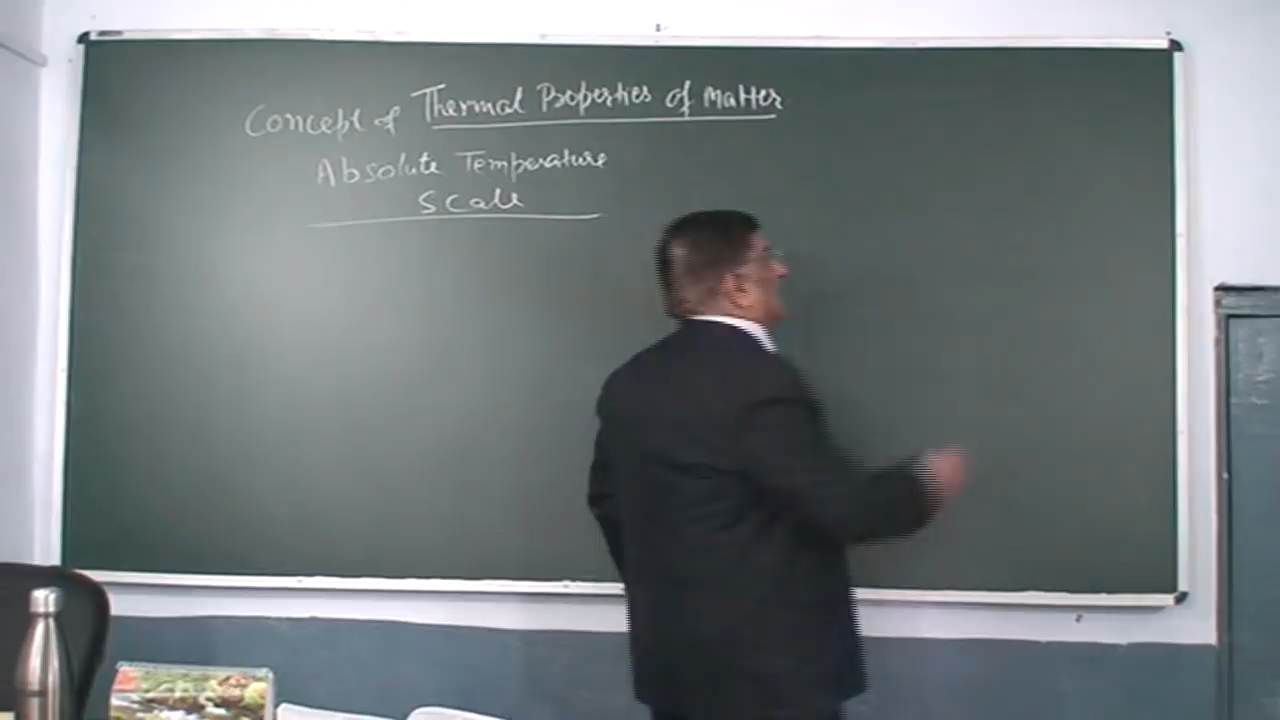 Concept of Thermal Properties of Matter
Absolute Temperature
Scale